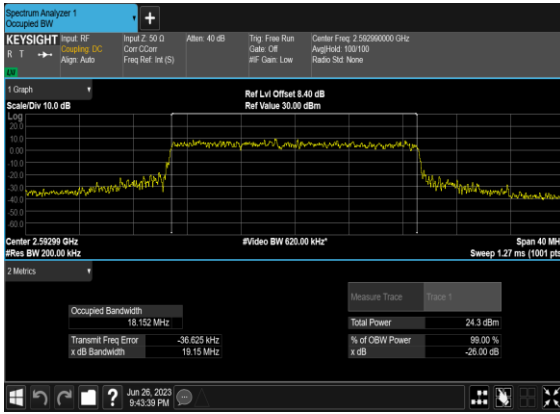 Spectrum Analyzer 1
Occupied BW
+
KEYSIGHT Input: RF Input Z: 50 Ω Atten: 40 dB Trig: Free Run Center Freq: 2.592990000 GHz
R T Coupling: DC Corr CCorr Gate: Off Avg|Hold: 100/100
Align: Auto Freq Ref: Int (S) #IF Gain: Low Radio Std: None
LW
1 Graph
Ref Lvl Offset 8.40 dB
Scale/Div 10.0 dB Ref Value 30.00 dBm
Log
20.0
10.0
0.00
-10.0
-20.0
-30.0
-40.0
-50.0
-60.0
Center 2.59299 GHz #Video BW 620.00 kHz* Span 40 MH
#Res BW 200.00 kHz Sweep 1.27 ms (1001 pts
2 Metrics
Measure Trace Trace 1
Occupied Bandwidth
18.152 MHz Total Power 24.3 dBm
Transmit Freq Error -36.625 kHz % of OBW Power 99.00 %
x dB Bandwidth 19.15 MHz x dB -26.00 dB
? Jun 26, 2023
9:43:39 PM